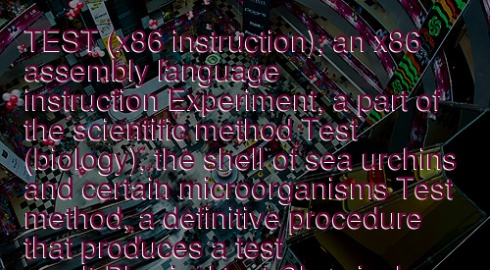 TEST (x86 instruction), an x86
assembly language
instruction Experiment, a part of
the scientific method Test
(biology), the shell of sea urchins
and certain microorganisms Test
method, a definitive procedure
that produces a test